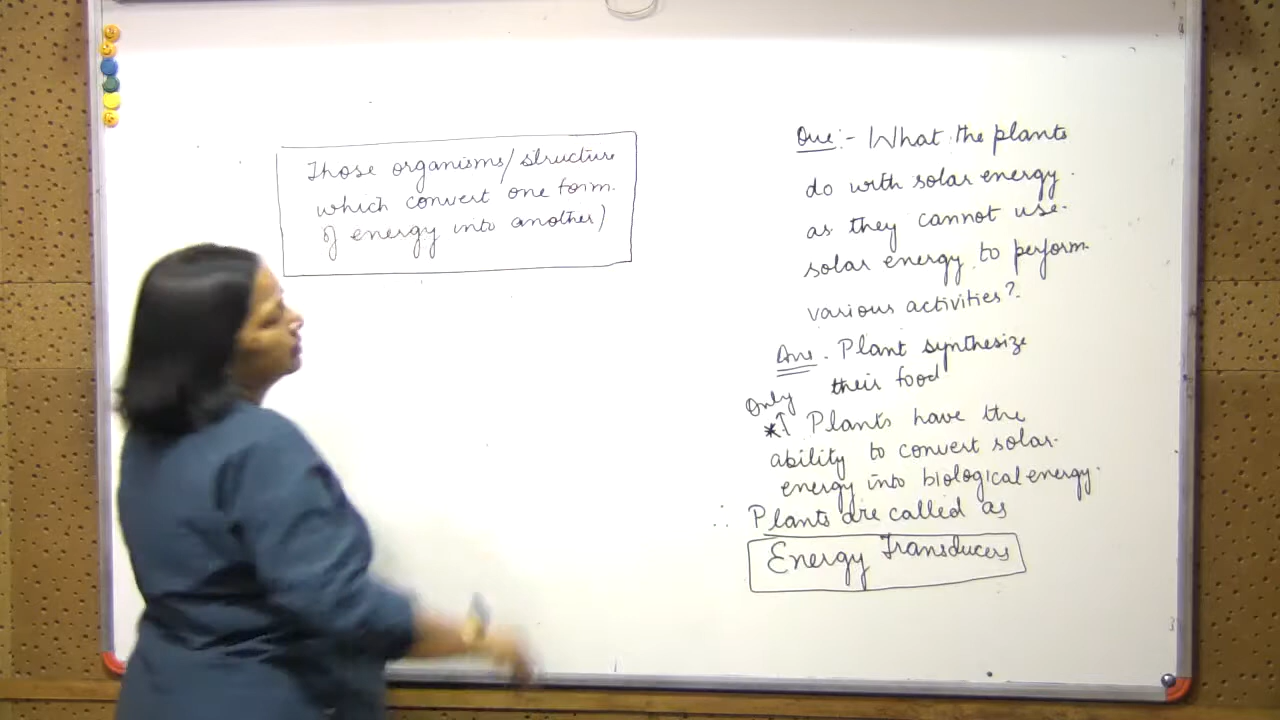 Those organisms/structure
which convert one form.
of energy into another)
Que:- What the plants
do with solar energy.
as they cannot use.
solar energy to perform.
various activities?.
Ans. Plant synthesize
their food
Only
*↑ Plants have the
ability to convert solar.
energy into biological energy.
∴ Plants are called as
Energy Transducers